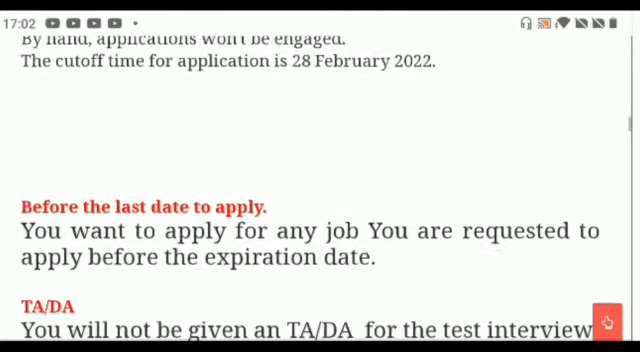 17:02
By hand, applications won't be engaged.
The cutoff time for application is 28 February 2022.
Before the last date to apply.
You want to apply for any job You are requested to
apply before the expiration date.
TA/DA
You will not be given an TA/DA for the test interview